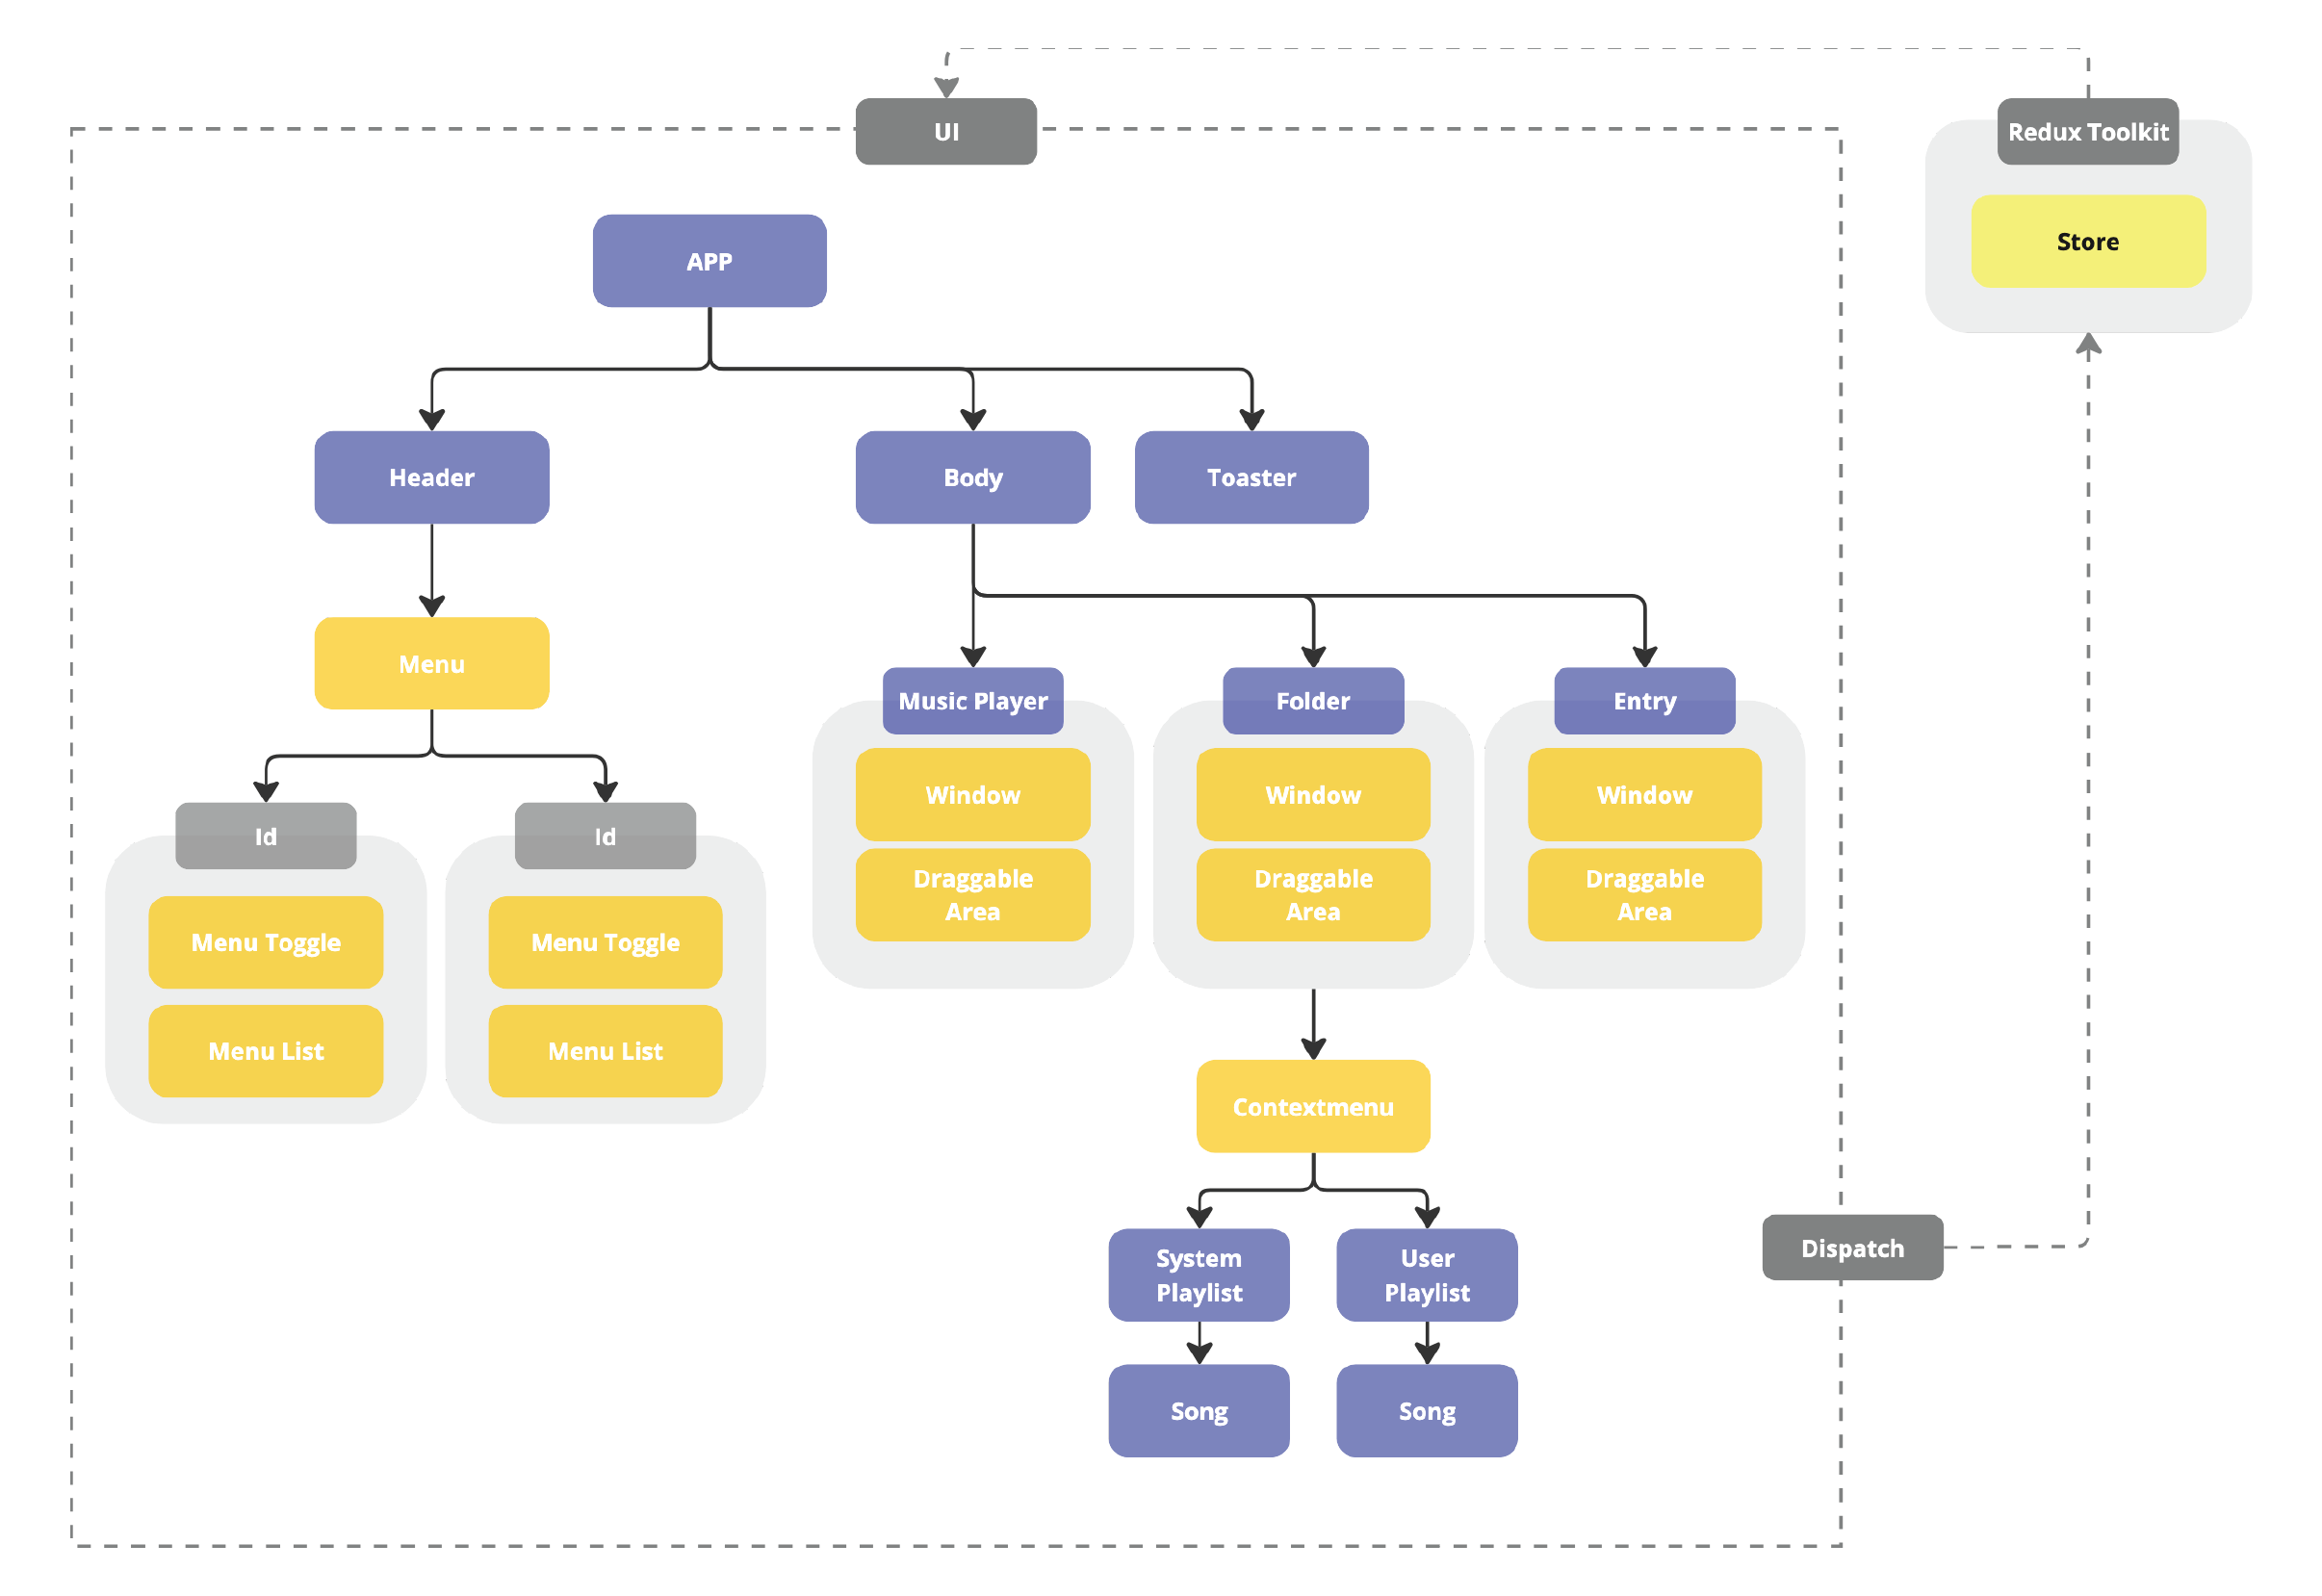 UI
Redux Toolkit
Store
APP
Header
Body
Toaster
Menu
Music Player
Folder
Entry
Window
Window
Window
Draggable
Area
Draggable
Area
Draggable
Area
Id
Id
Menu Toggle
Menu Toggle
Menu List
Menu List
Contextmenu
System
Playlist
User
Playlist
Dispatch
Song
Song